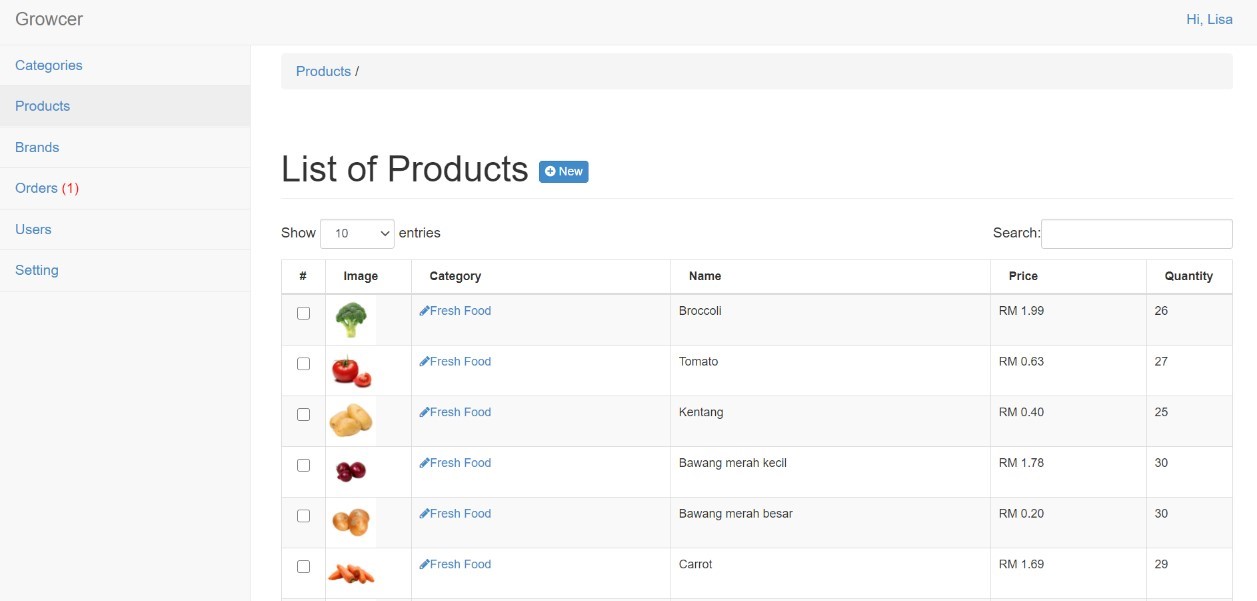 Growcer
Hi, Lisa
Categories
Products
Brands
Orders (1)
Users
Setting
Products /
List of Products New
Show 10 entries
Search:
# Image Category Name Price Quantity
Fresh Food Broccoli RM 1.99 26
Fresh Food Tomato RM 0.63 27
Fresh Food Kentang RM 0.40 25
Fresh Food Bawang merah kecil RM 1.78 30
Fresh Food Bawang merah besar RM 0.20 30
Fresh Food Carrot RM 1.69 29